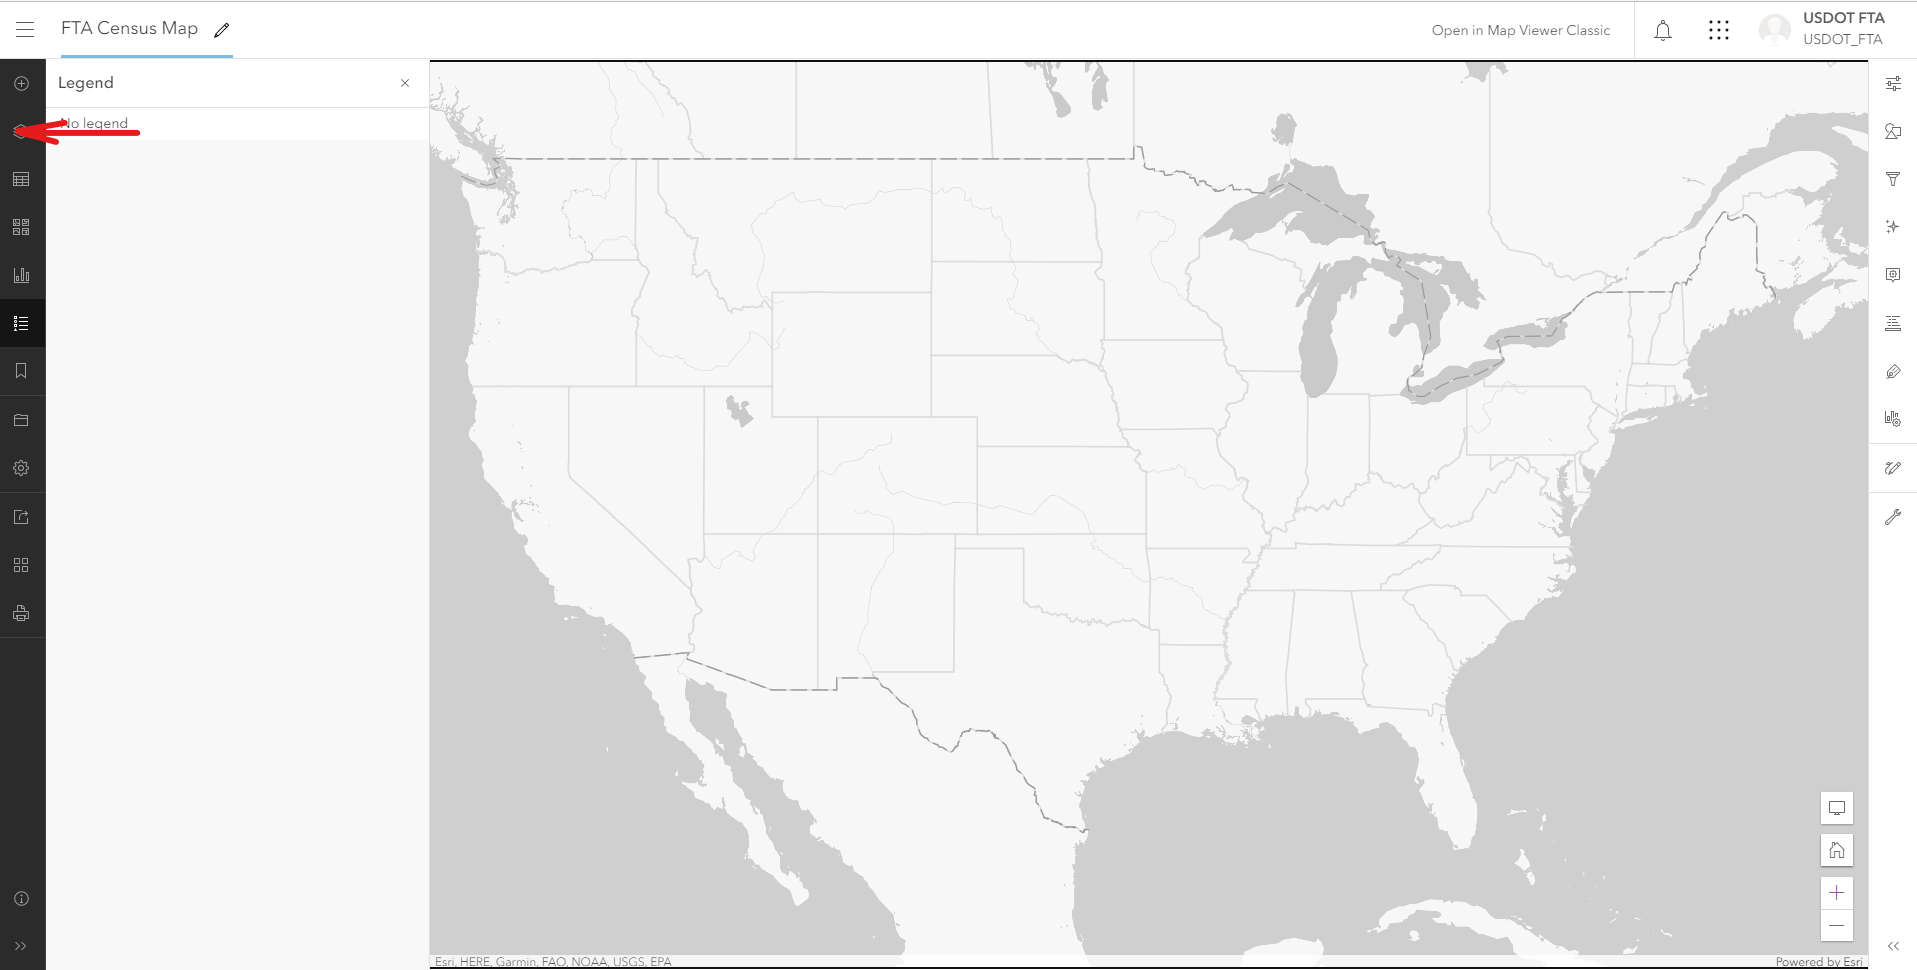 FTA Census Map
Open in Map Viewer Classic
USDOT FTA
USDOT_FTA
Legend
No legend
Esri, HERE, Garmin, FAO, NOAA, USGS, EPA
Powered by Esri